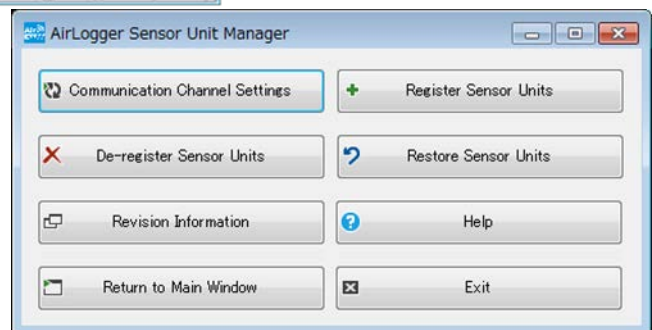 AirLogger Sensor Unit Manager
Communication Channel Settings
Register Sensor Units
De-register Sensor Units
Restore Sensor Units
Revision Information
Help
Return to Main Window
Exit